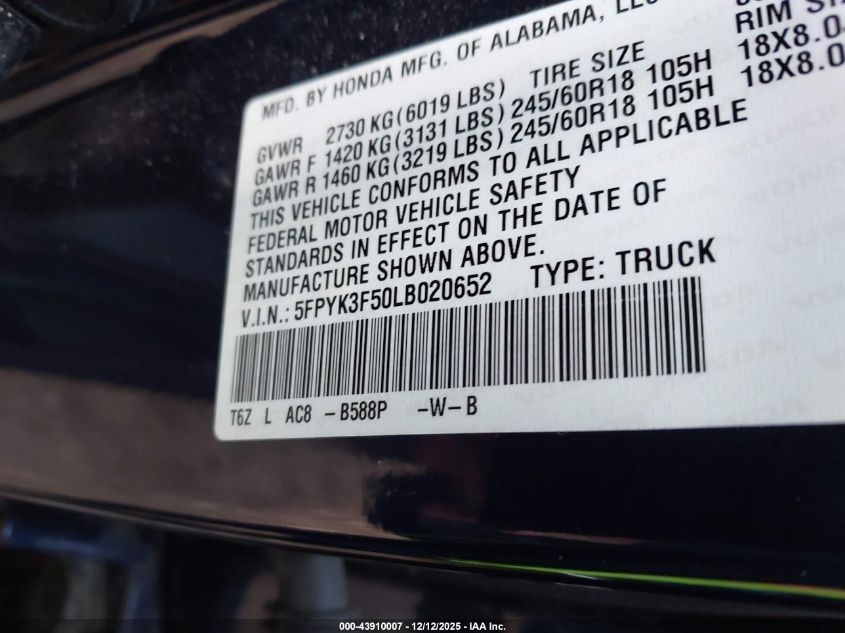 MFD. BY HONDA MFG. OF ALABAMA, LLC
RIM
GVWR 2730 KG(6019 LBS) TIRE SIZE
GAWR F 1420 KG(3131 LBS) 245/60R18 105H 18X8.0
GAWR R 1460 KG(3219 LBS) 245/60R18 105H 18X8.0
THIS VEHICLE CONFORMS TO ALL APPLICABLE
FEDERAL MOTOR VEHICLE SAFETY
STANDARDS IN EFFECT ON THE DATE OF
MANUFACTURE SHOWN ABOVE.
V.I.N.: 5FPYK3F50LB020652 TYPE: TRUCK
T6Z L AC8 -B588P -W-B
000-43910007 - 12/12/2025 - IAA Inc.